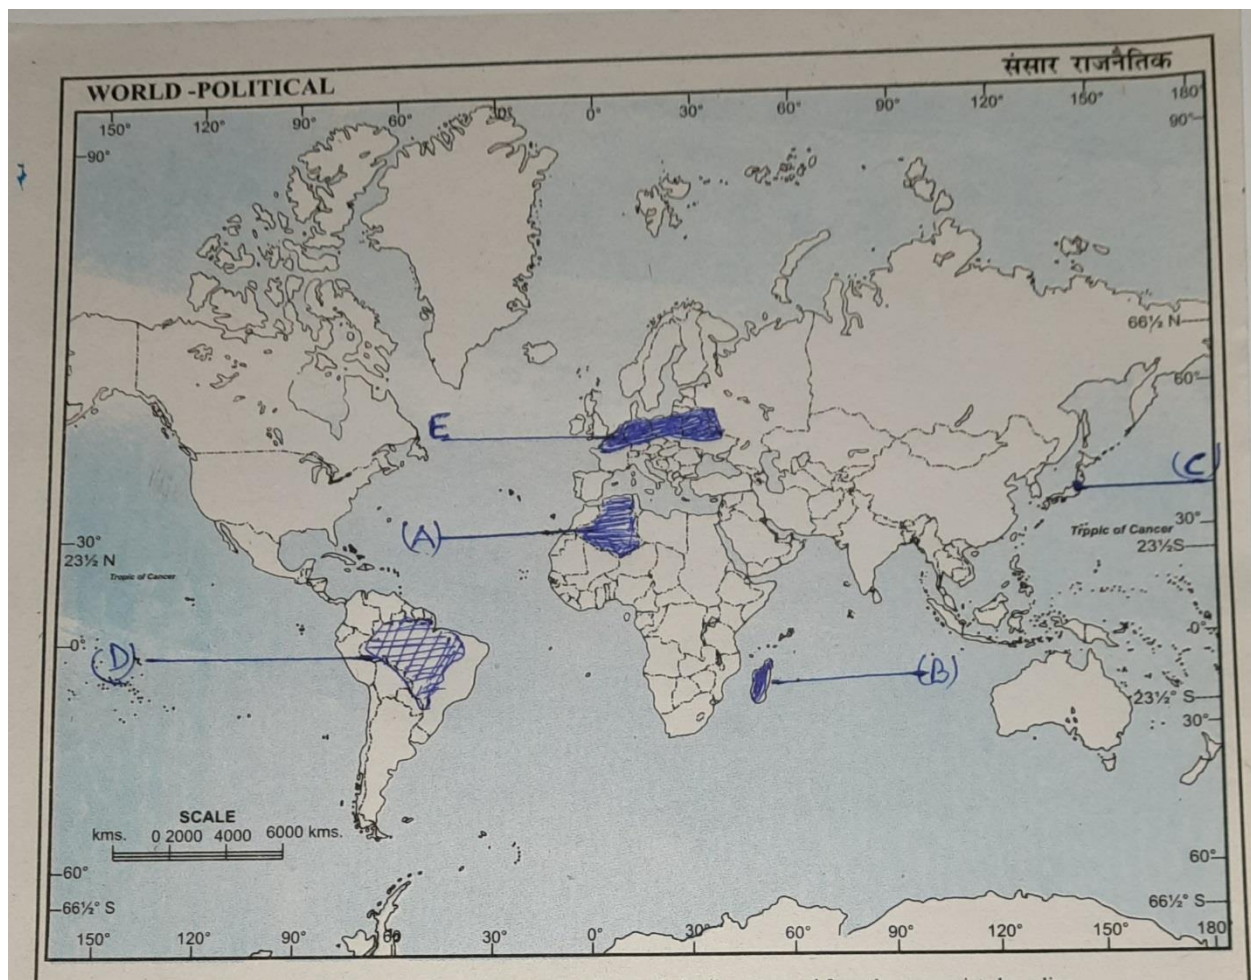 WORLD -POLITICAL
संसार राजनैतिक
150° 120° 90° 60° 30° 0° 30° 60° 90° 120° 150° 180°
90° 90°
66½ N
60°
E
(C)
(A)
30° 30°
Tropic of Cancer
23½ N 23½S
Tropic of Cancer
0° 0°
(D)
(B)
23½° S
30°
SCALE
kms. 0 2000 4000 6000 kms.
60° 60°
66½° S 66½° S
150° 120° 90° 60 30° 0° 30° 60° 90° 120° 150° 180°